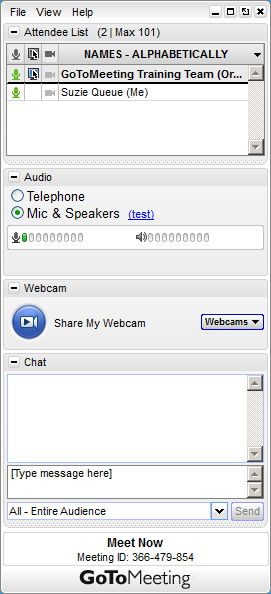 File View Help
Attendee List (2 | Max 101)
NAMES - ALPHABETICALLY
GoToMeeting Training Team (Or...
Suzie Queue (Me)
Audio
Telephone
Mic & Speakers (test)
Webcam
Share My Webcam Webcams
Chat
[Type message here]
All - Entire Audience Send
Meet Now
Meeting ID: 366-479-854
GoToMeeting